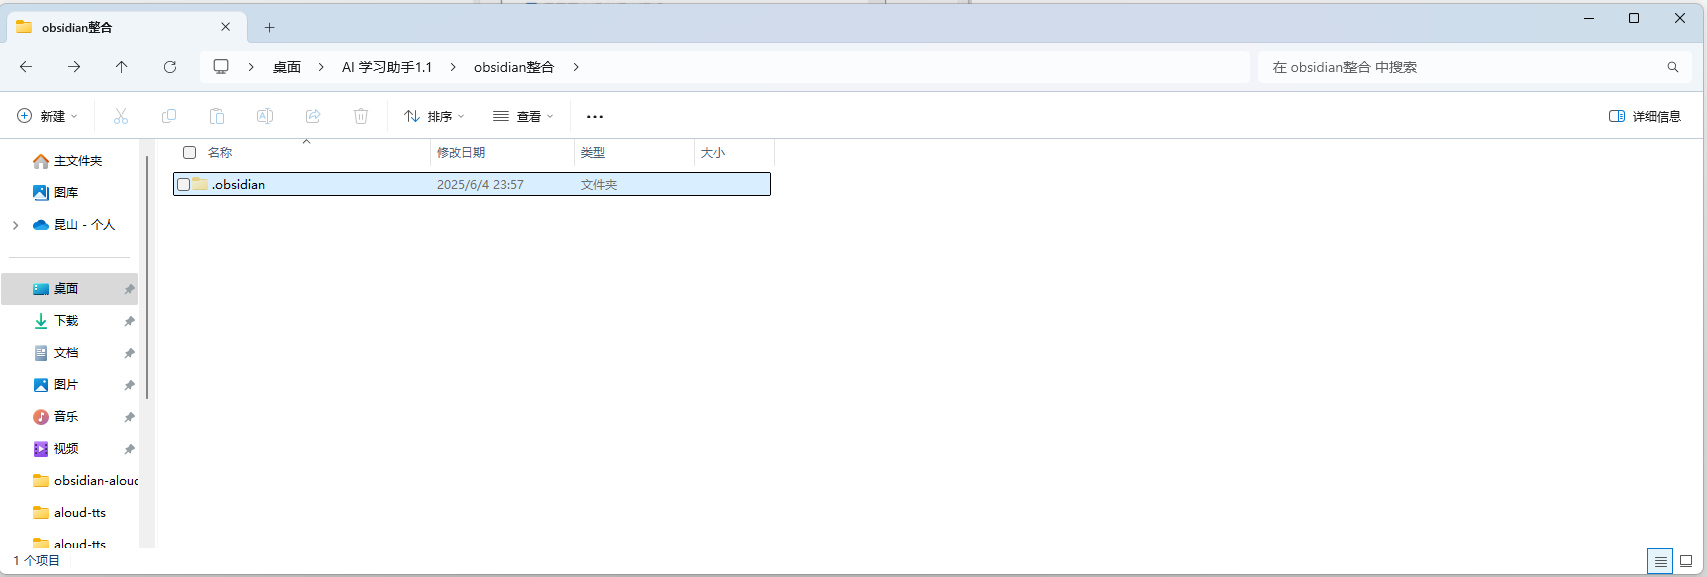 obsidian整合
桌面 AI 学习助手1.1 obsidian整合
在 obsidian整合 中搜索
新建 排序 查看 详细信息
名称 修改日期 类型 大小
.obsidian 2025/6/4 23:57 文件夹
主文件夹
图库
昆山 - 个人
桌面
下载
文档
图片
音乐
视频
obsidian-aloud
aloud-tts
aloud-tts
1 个项目